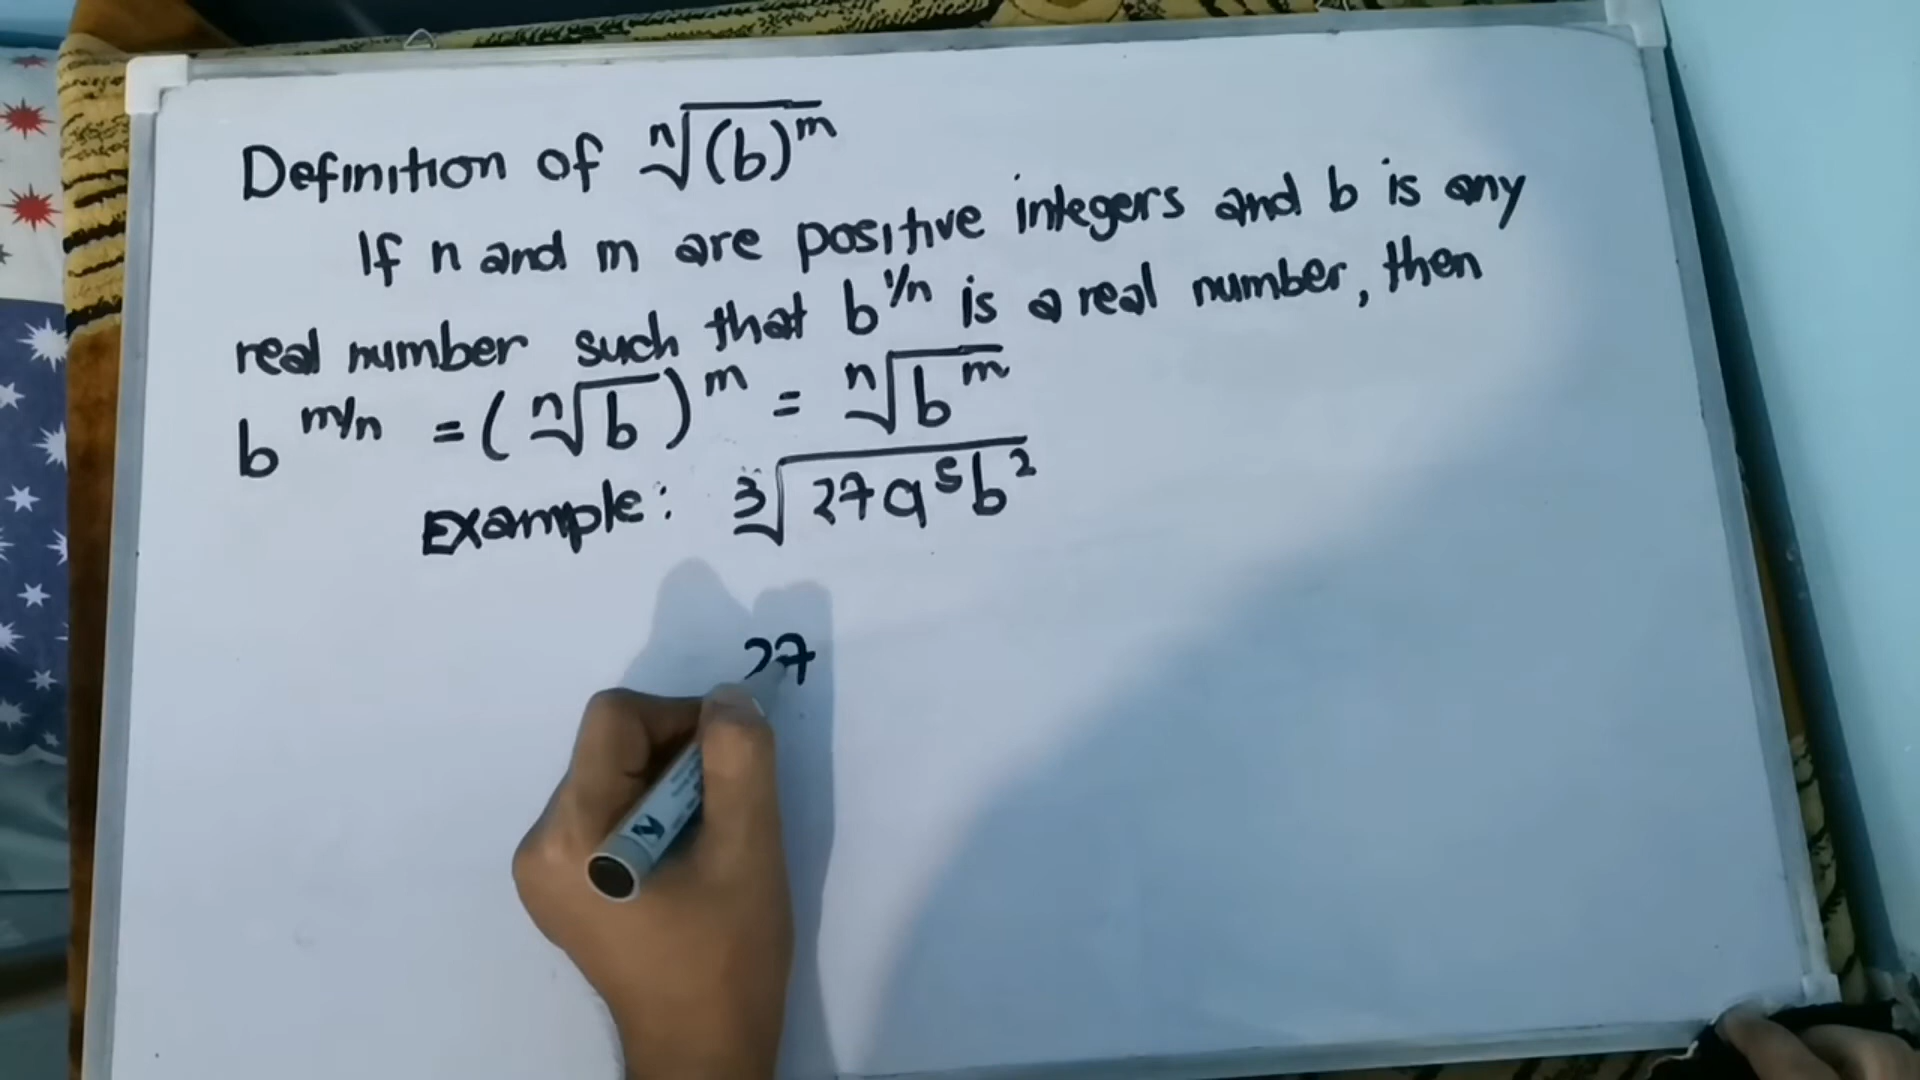 Definition of ⁿ√(b)ᵐ
If n and m are positive integers and b is any
real number such that b^1/n is a real number, then
b^m/n = (ⁿ√b)ᵐ = ⁿ√bᵐ
Example: ³√27a⁵b²
27